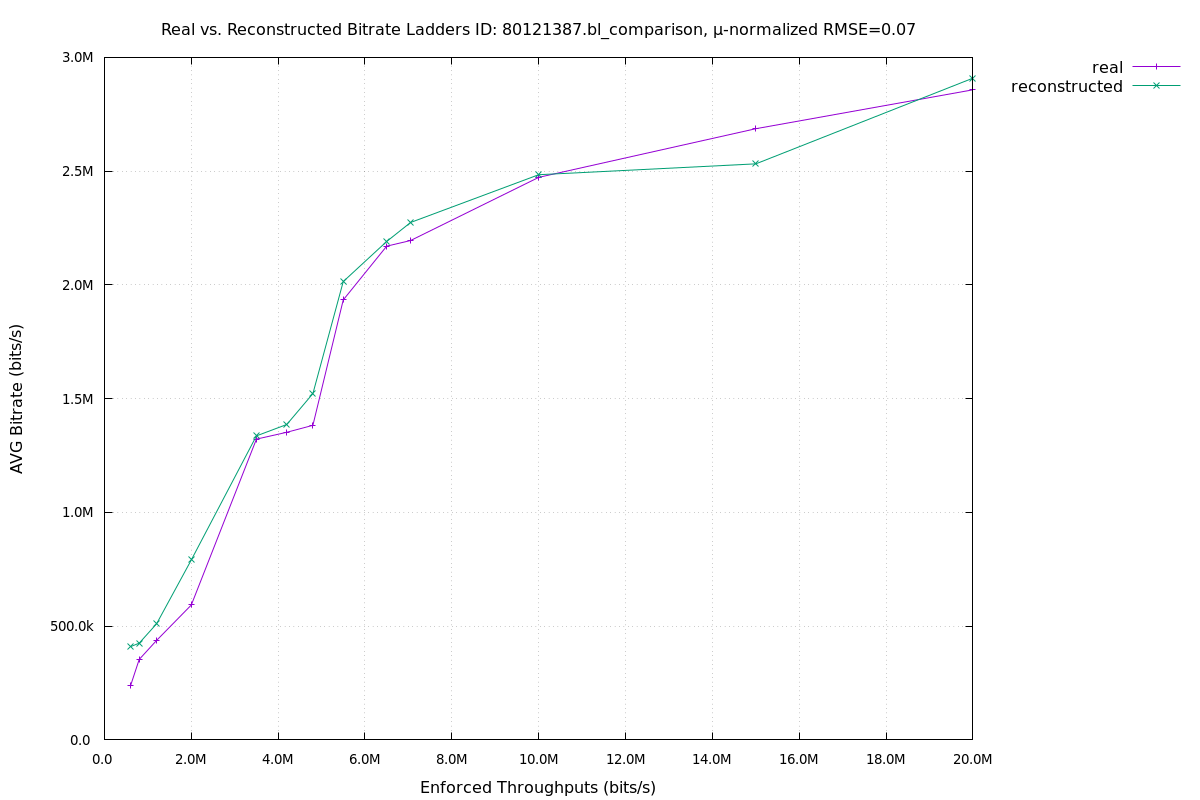 Real vs. Reconstructed Bitrate Ladders ID: 80121387.bl_comparison, μ-normalized RMSE=0.07
real
reconstructed
3.0M
2.5M
2.0M
1.5M
1.0M
500.0k
0.0
AVG Bitrate (bits/s)
0.0 2.0M 4.0M 6.0M 8.0M 10.0M 12.0M 14.0M 16.0M 18.0M 20.0M
Enforced Throughputs (bits/s)